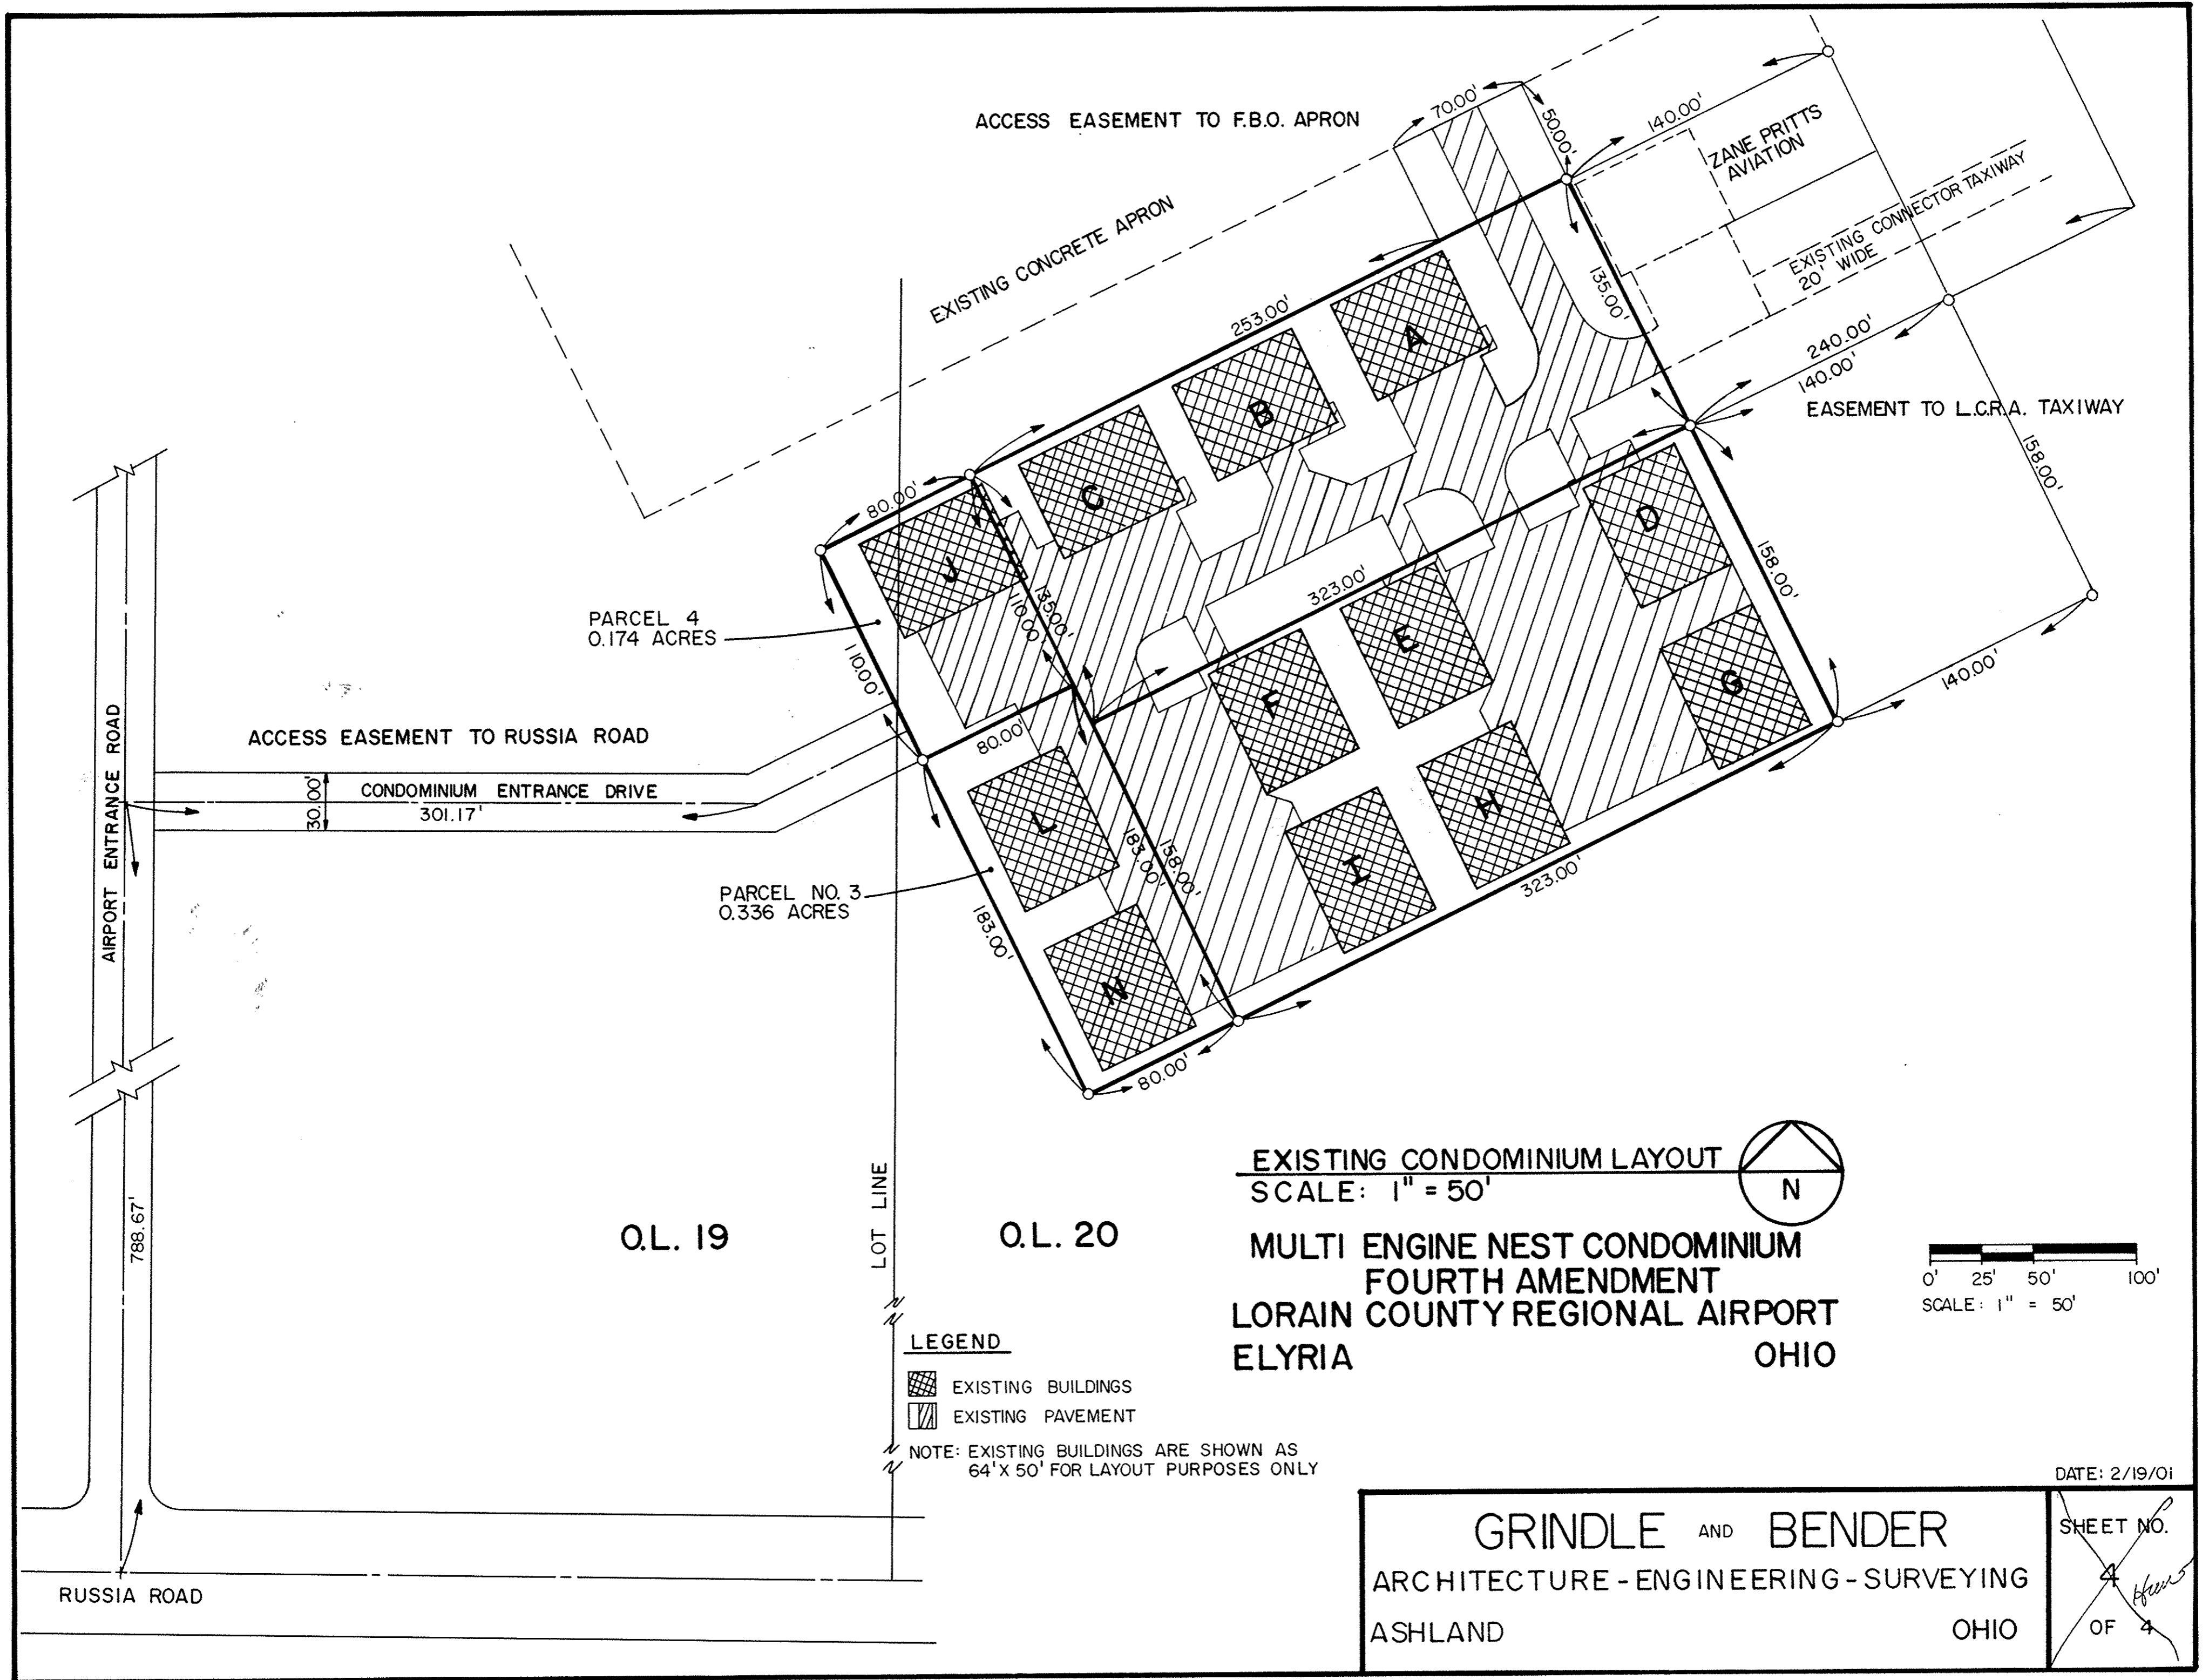 ACCESS EASEMENT TO F.B.O. APRON
70.00'
50.00'
140.00'
ZANE PRITTS
AVIATION
EXISTING CONCRETE APRON
EXISTING CONNECTOR TAXIWAY
20' WIDE
253.00'
135.00'
240.00'
140.00'
EASEMENT TO L.C.R.A. TAXIWAY
158.00'
A
B
C
D
80.00'
J
323.00'
158.00'
135.00'
110.00'
PARCEL 4
0.174 ACRES
110.00'
E
F
G
140.00'
ACCESS EASEMENT TO RUSSIA ROAD
80.00'
30.00'
CONDOMINIUM ENTRANCE DRIVE
301.17'
AIRPORT ENTRANCE ROAD
L
H
I
183.00'
158.00'
323.00'
PARCEL NO. 3
0.336 ACRES
183.00'
N
80.00'
788.67'
LOT LINE
O.L. 19
O.L. 20
EXISTING CONDOMINIUM LAYOUT
SCALE: 1" = 50'
N
MULTI ENGINE NEST CONDOMINIUM
FOURTH AMENDMENT
LORAIN COUNTY REGIONAL AIRPORT
ELYRIA OHIO
0' 25' 50' 100'
SCALE: 1" = 50'
LEGEND
EXISTING BUILDINGS
EXISTING PAVEMENT
NOTE: EXISTING BUILDINGS ARE SHOWN AS
64' X 50' FOR LAYOUT PURPOSES ONLY
RUSSIA ROAD
DATE: 2/19/01
GRINDLE AND BENDER
ARCHITECTURE-ENGINEERING-SURVEYING
ASHLAND OHIO
SHEET NO.
4
OF 4